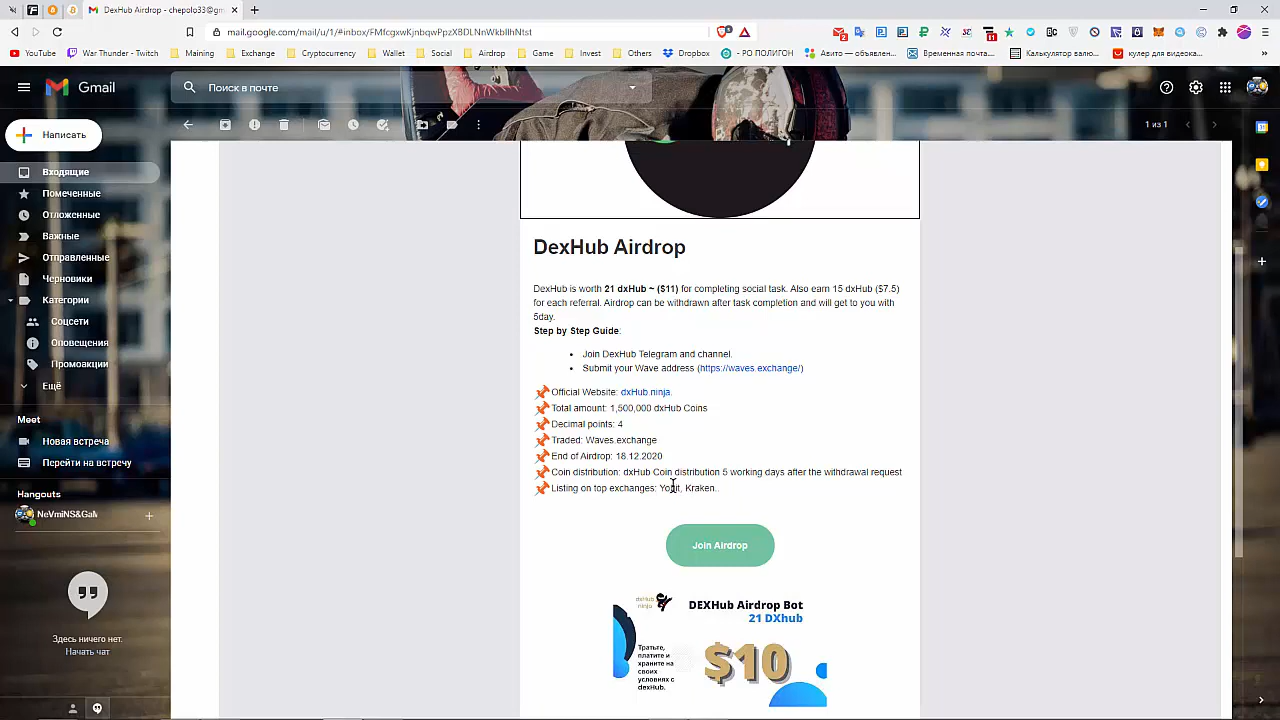 DexHub Airdrop - chepolo33@gm
mail.google.com/mail/u/1/#inbox/FMfcgxwKjnbqwPpzXBDLNnWkbllhNtst
YouTube
War Thunder - Twitch
Maining
Exchange
Cryptocurrency
Wallet
Social
Airdrop
Game
Invest
Others
Dropbox
- РО ПОЛИГОН
Авито — объявлен...
Временная почта....
Калькулятор валю...
кулер для видеокa...
Gmail
Поиск в почте
Написать
1 из 1
Входящие
Помеченные
Отложенные
Важные
Отправленные
Черновики
Категории
Соцсети
Оповещения
Промоакции
Ещё
Meet
Новая встреча
Перейти на встречу
Hangouts
NeVmiNS&GaM
Здесь ничего нет.
Начать чат
DexHub Airdrop
DexHub is worth 21 dxHub ~ ($11) for completing social task. Also earn 15 dxHub ($7.5)
for each referral. Airdrop can be withdrawn after task completion and will get to you with
5day.
Step by Step Guide:
• Join DexHub Telegram and channel.
• Submit your Wave address (https://waves.exchange/)
Official Website: dxHub ninja.
Total amount: 1,500,000 dxHub Coins
Decimal points: 4
Traded: Waves.exchange
End of Airdrop: 18.12.2020
Coin distribution: dxHub Coin distribution 5 working days after the withdrawal request
Listing on top exchanges: Yobit, Kraken..
Join Airdrop
dexHub
ninja
DEXHub Airdrop Bot
21 DXhub
$10
Тратьте,
платите и
храните на
своих
условиях с
dexHub.